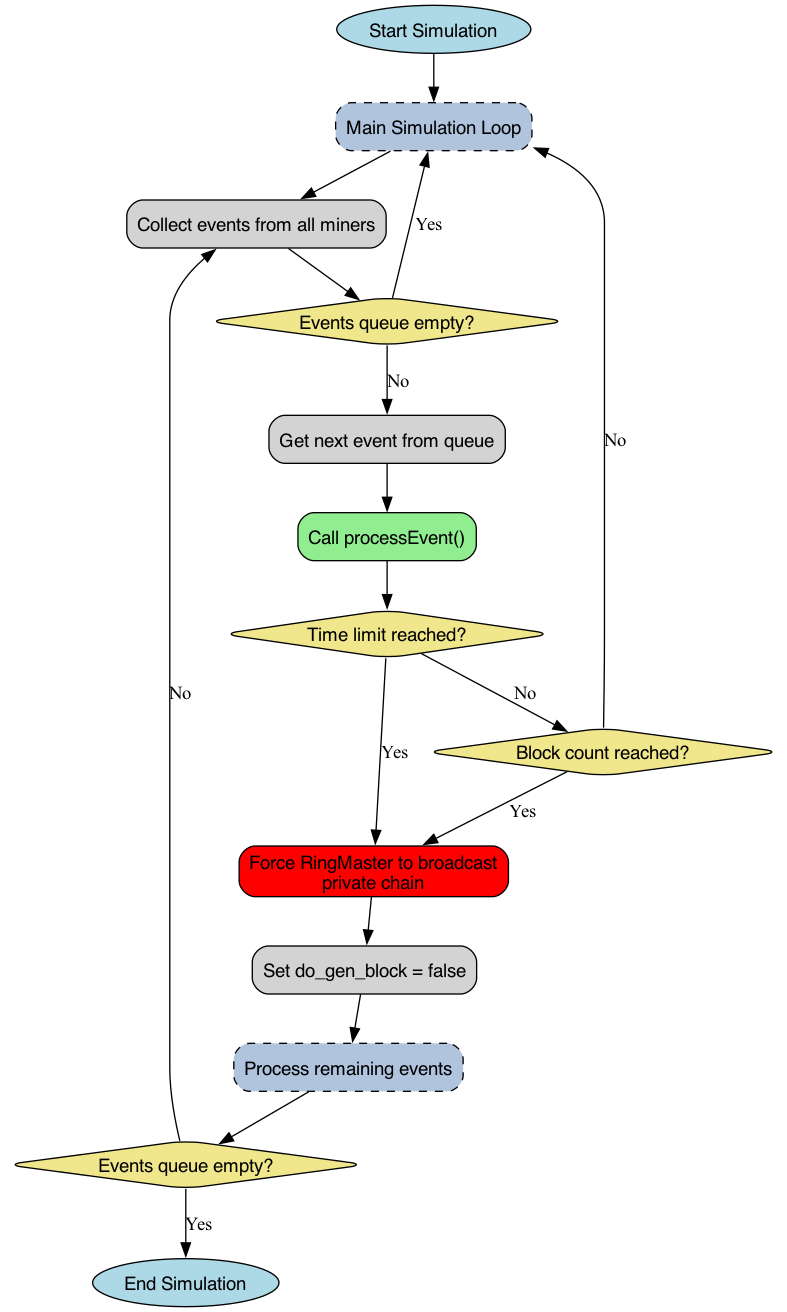 Start Simulation
Main Simulation Loop
Collect events from all miners
Yes
Events queue empty?
No
Get next event from queue
No
Call processEvent()
Time limit reached?
No
No
Yes
Block count reached?
Yes
Force RingMaster to broadcast
private chain
Set do_gen_block = false
Process remaining events
Events queue empty?
Yes
End Simulation